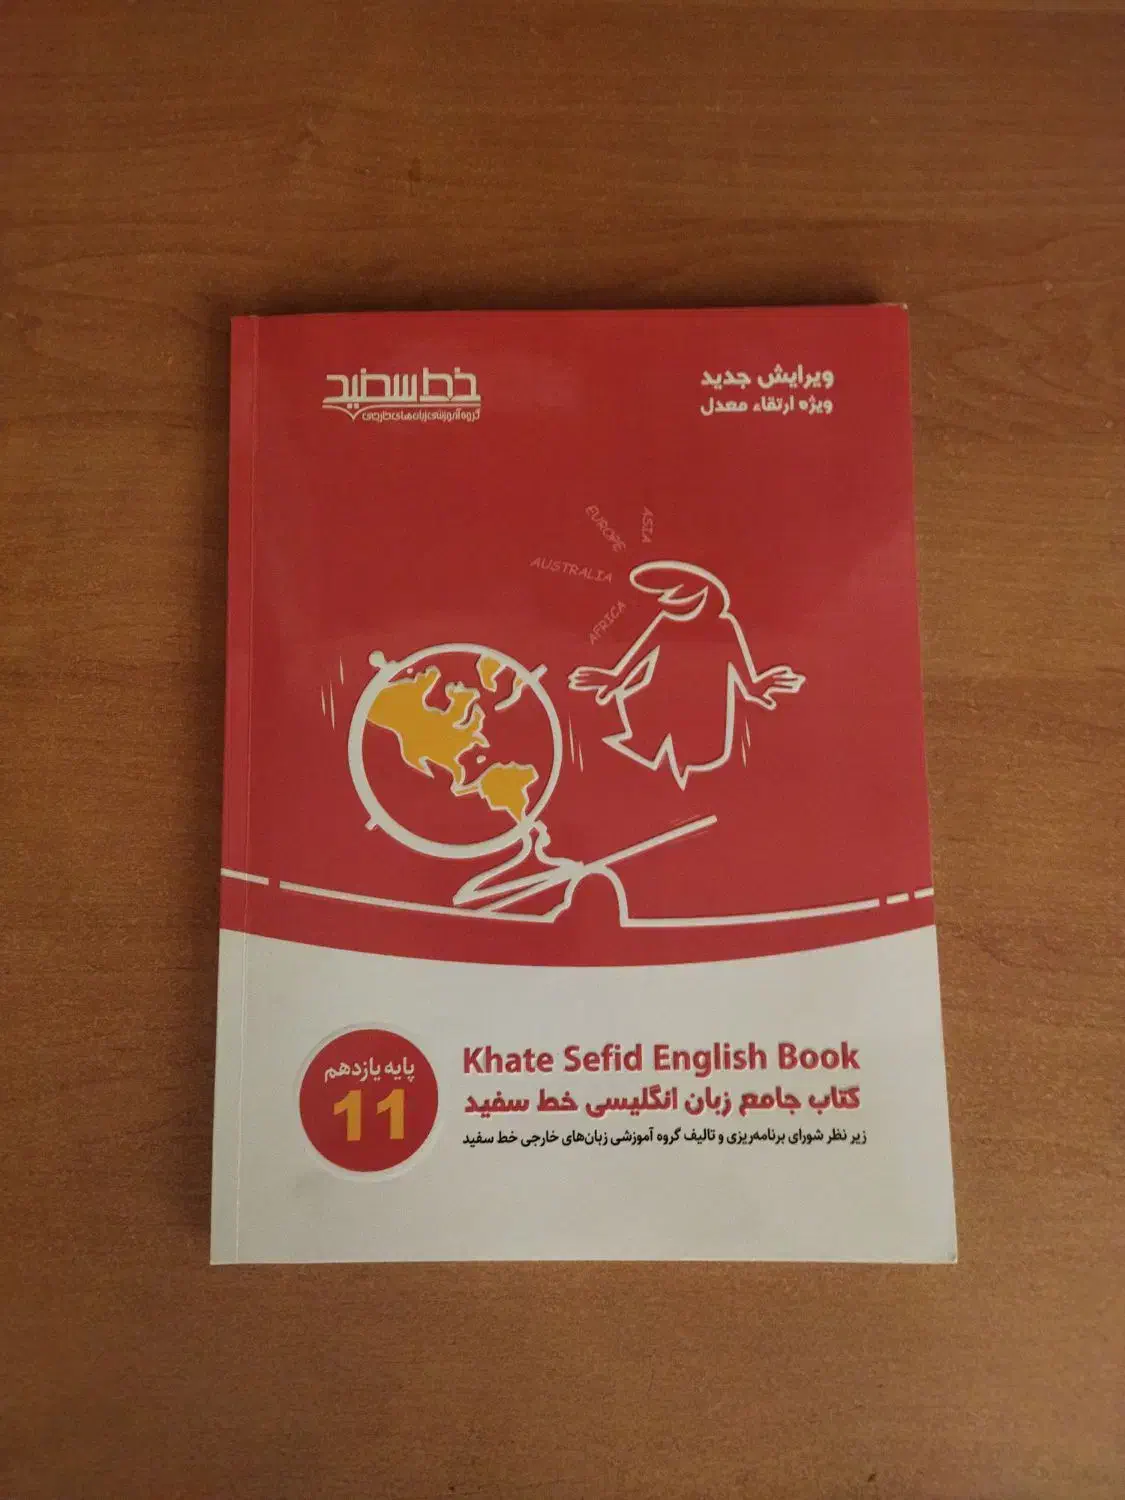 ویرایش جدید
ویژه ارتقاء معدل
خط سفید
گروه آموزشی زبان‌های خارجی
EUROPE
ASIA
AUSTRALIA
AFRICA
Khate Sefid English Book
کتاب جامع زبان انگلیسی خط سفید
زیر نظر شورای برنامه‌ریزی و تالیف گروه آموزشی زبان‌های خارجی خط سفید
پایه یازدهم
11